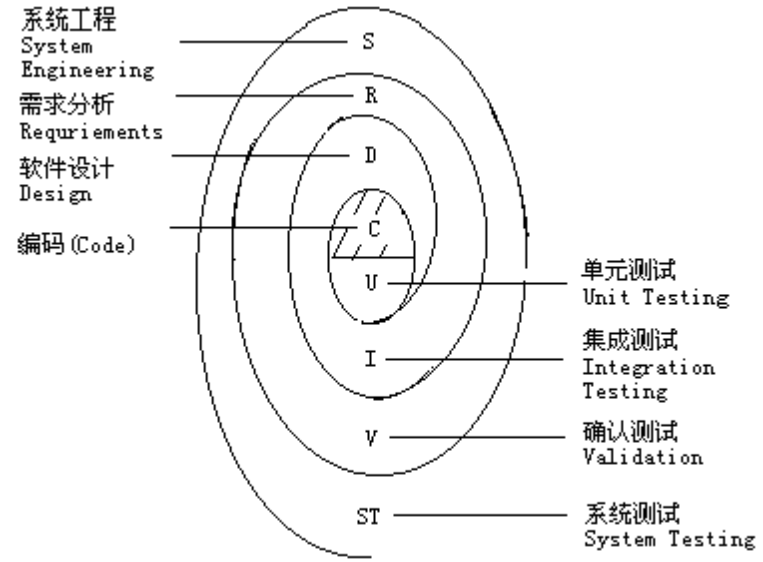 系统工程
System
Engineering
需求分析
Requriements
软件设计
Design
编码(Code)
S
R
D
C
U
I
V
ST
单元测试
Unit Testing
集成测试
Integration
Testing
确认测试
Validation
系统测试
System Testing